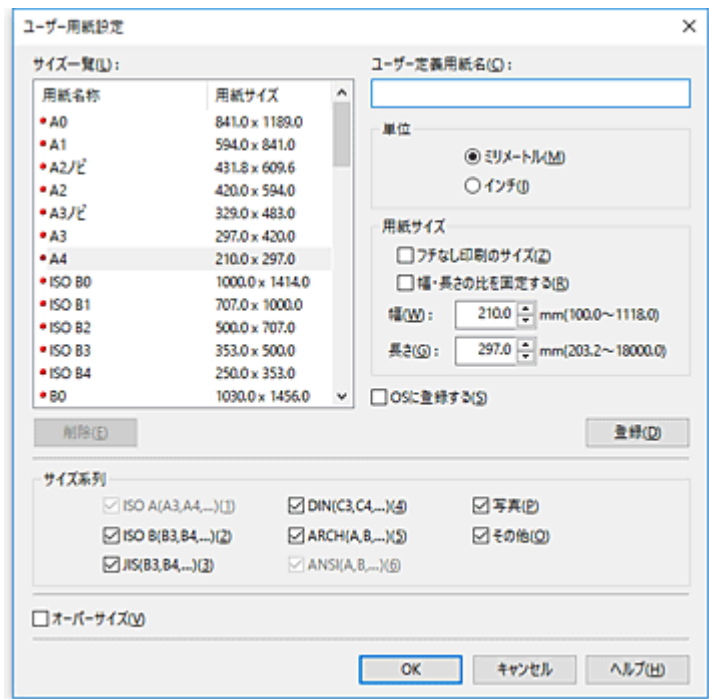 ユーザー用紙設定
サイズ一覧(L):
用紙名称 用紙サイズ
A0 841.0 x 1189.0
A1 594.0 x 841.0
A2ノビ 431.8 x 609.6
A2 420.0 x 594.0
A3ノビ 329.0 x 483.0
A3 297.0 x 420.0
A4 210.0 x 297.0
ISO B0 1000.0 x 1414.0
ISO B1 707.0 x 1000.0
ISO B2 500.0 x 707.0
ISO B3 353.0 x 500.0
ISO B4 250.0 x 353.0
B0 1030.0 x 1456.0
削除(E)
ユーザー定義用紙名(C):
単位
ミリメートル(M)
インチ(I)
用紙サイズ
フチなし印刷のサイズ(Z)
幅・長さの比を固定する(R)
幅(W): 210.0 mm(100.0～1118.0)
長さ(G): 297.0 mm(203.2～18000.0)
OSに登録する(S)
登録(D)
サイズ系列
ISO A(A3,A4,...)(1) DIN(C3,C4,...)(4) 写真(P)
ISO B(B3,B4,...)(2) ARCH(A,B,...)(5) その他(O)
JIS(B3,B4,...)(3) ANSI(A,B,...)(6)
オーバーサイズ(V)
OK キャンセル ヘルプ(H)